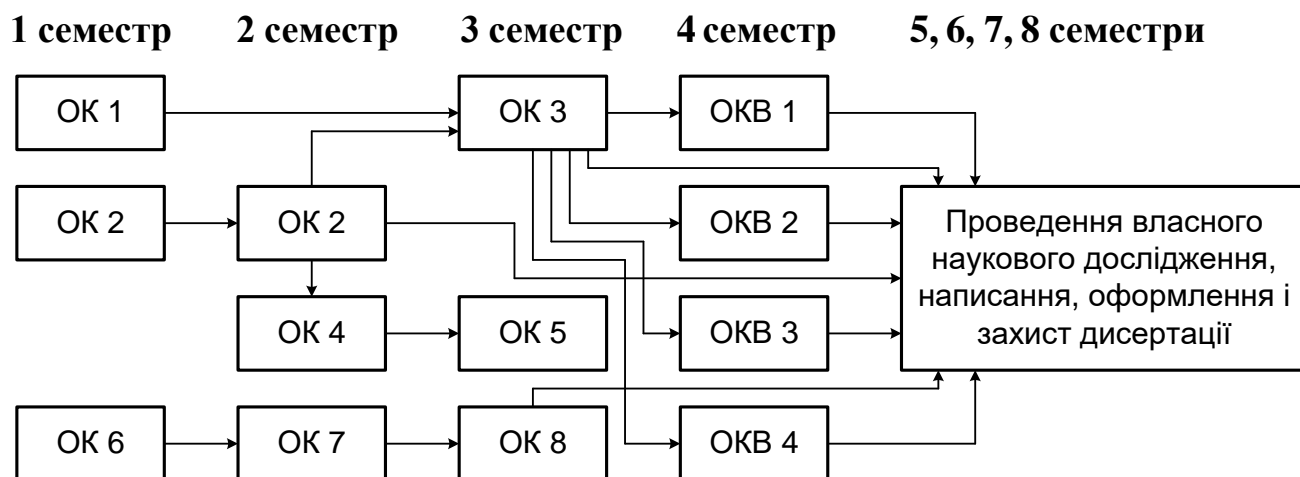 1 семестр 2 семестр 3 семестр 4 семестр 5, 6, 7, 8 семестри
ОК 1 ОК 3 ОКВ 1
ОК 2 ОК 2 ОКВ 2
Проведення власного
наукового дослідження,
написання, оформлення і
захист дисертації
ОК 4 ОК 5 ОКВ 3
ОК 6 ОК 7 ОК 8 ОКВ 4